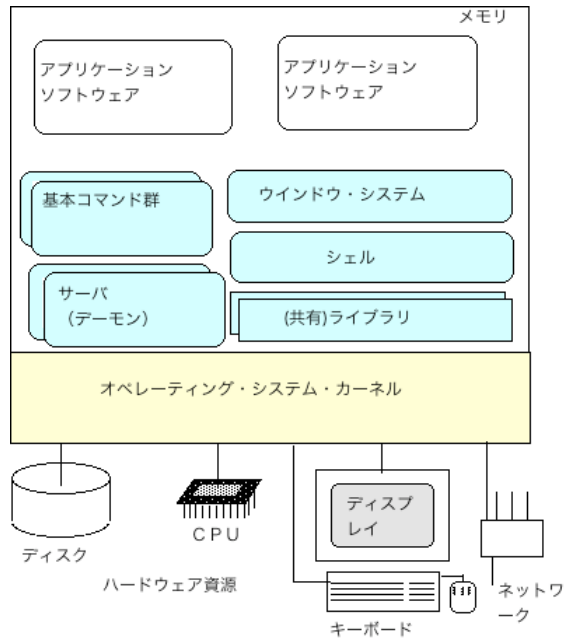 メモリ
アプリケーション
ソフトウェア
アプリケーション
ソフトウェア
基本コマンド群
ウインドウ・システム
シェル
サーバ
（デーモン）
(共有)ライブラリ
オペレーティング・システム・カーネル
ディスプ
レイ
ＣＰＵ
ディスク
ハードウェア資源
ネットワ
ーク
キーボード